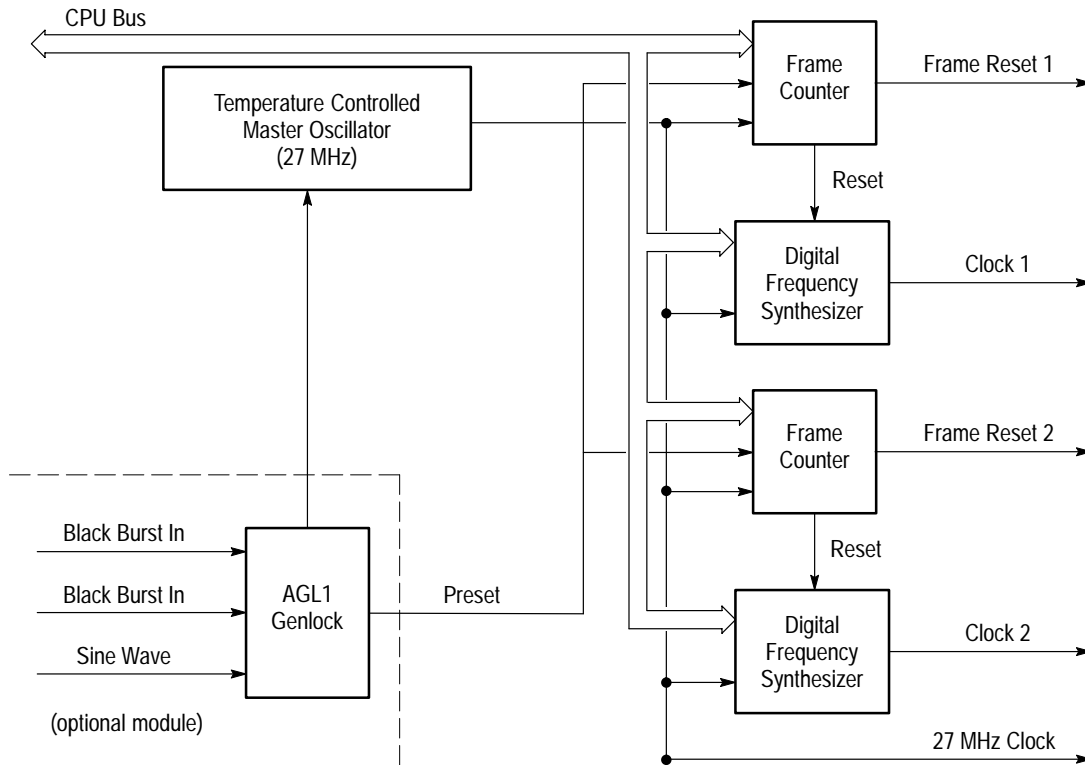 CPU Bus
Temperature Controlled
Master Oscillator
(27 MHz)
Frame
Counter
Frame Reset 1
Reset
Digital
Frequency
Synthesizer
Clock 1
Frame
Counter
Frame Reset 2
Reset
Digital
Frequency
Synthesizer
Clock 2
27 MHz Clock
Black Burst In
Black Burst In
Sine Wave
(optional module)
AGL1
Genlock
Preset